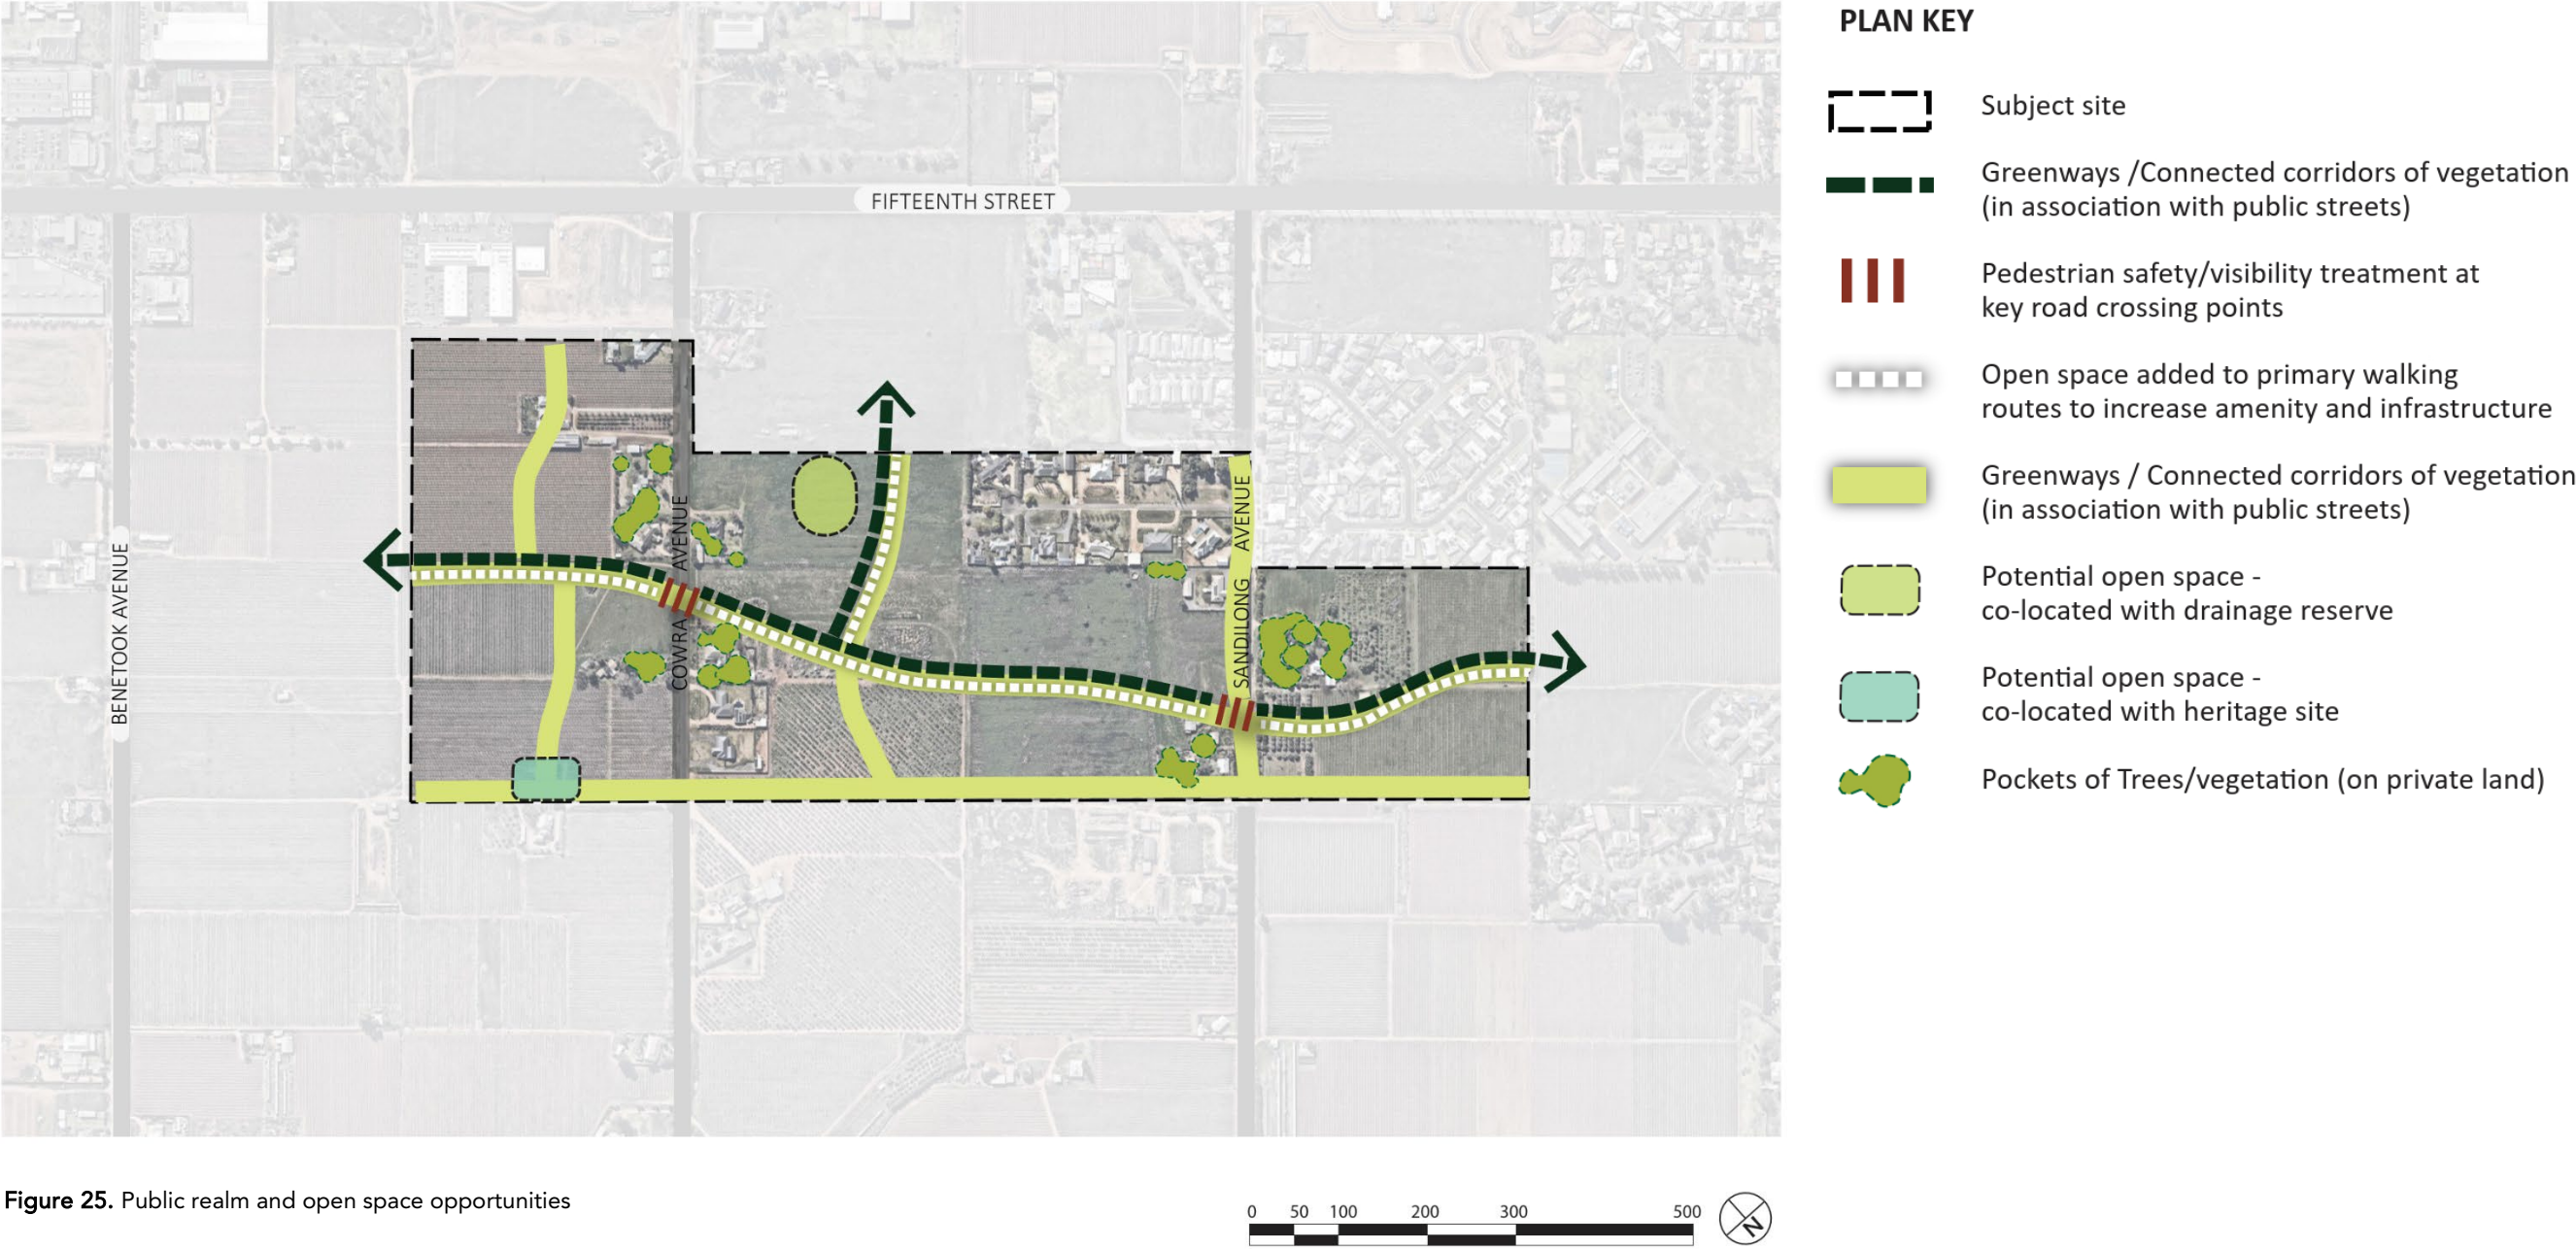 PLAN KEY
Subject site
Greenways /Connected corridors of vegetation
(in association with public streets)
Pedestrian safety/visibility treatment at
key road crossing points
Open space added to primary walking
routes to increase amenity and infrastructure
Greenways / Connected corridors of vegetation
(in association with public streets)
Potential open space -
co-located with drainage reserve
Potential open space -
co-located with heritage site
Pockets of Trees/vegetation (on private land)
FIFTEENTH STREET
BENETOOK AVENUE
COWRA AVENUE
SANDILONG AVENUE
Figure 25. Public realm and open space opportunities
0 50 100 200 300 500
N